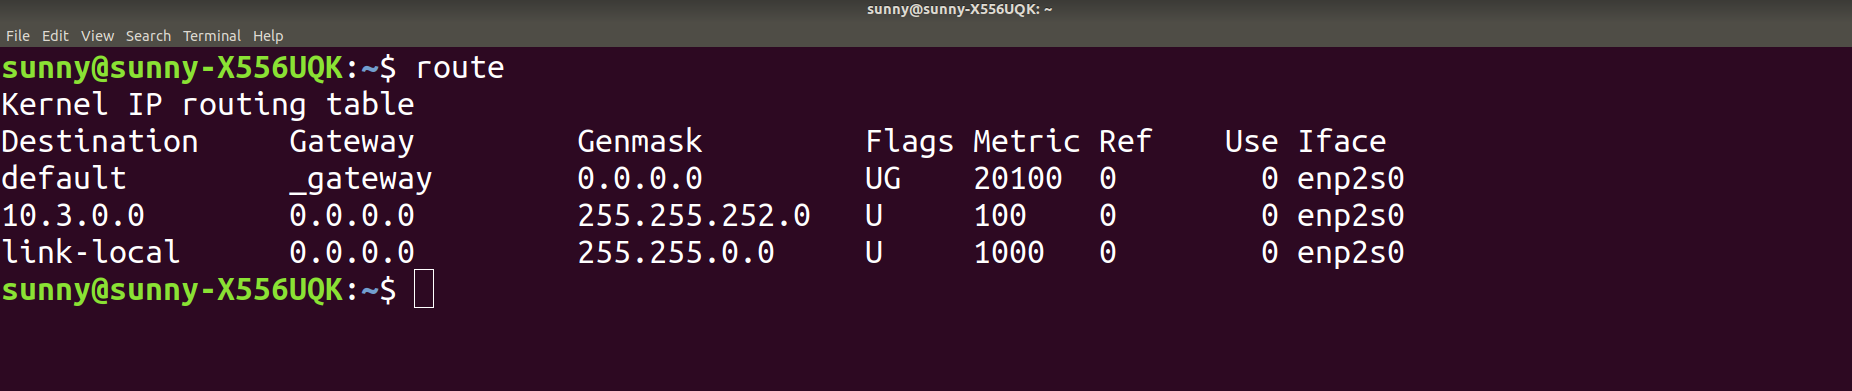 sunny@sunny-X556UQK: ~
File Edit View Search Terminal Help
sunny@sunny-X556UQK:~$ route
Kernel IP routing table
Destination     Gateway         Genmask         Flags Metric Ref    Use Iface
default         _gateway        0.0.0.0         UG    20100  0        0 enp2s0
10.3.0.0        0.0.0.0         255.255.252.0   U     100    0        0 enp2s0
link-local      0.0.0.0         255.255.0.0     U     1000   0        0 enp2s0
sunny@sunny-X556UQK:~$